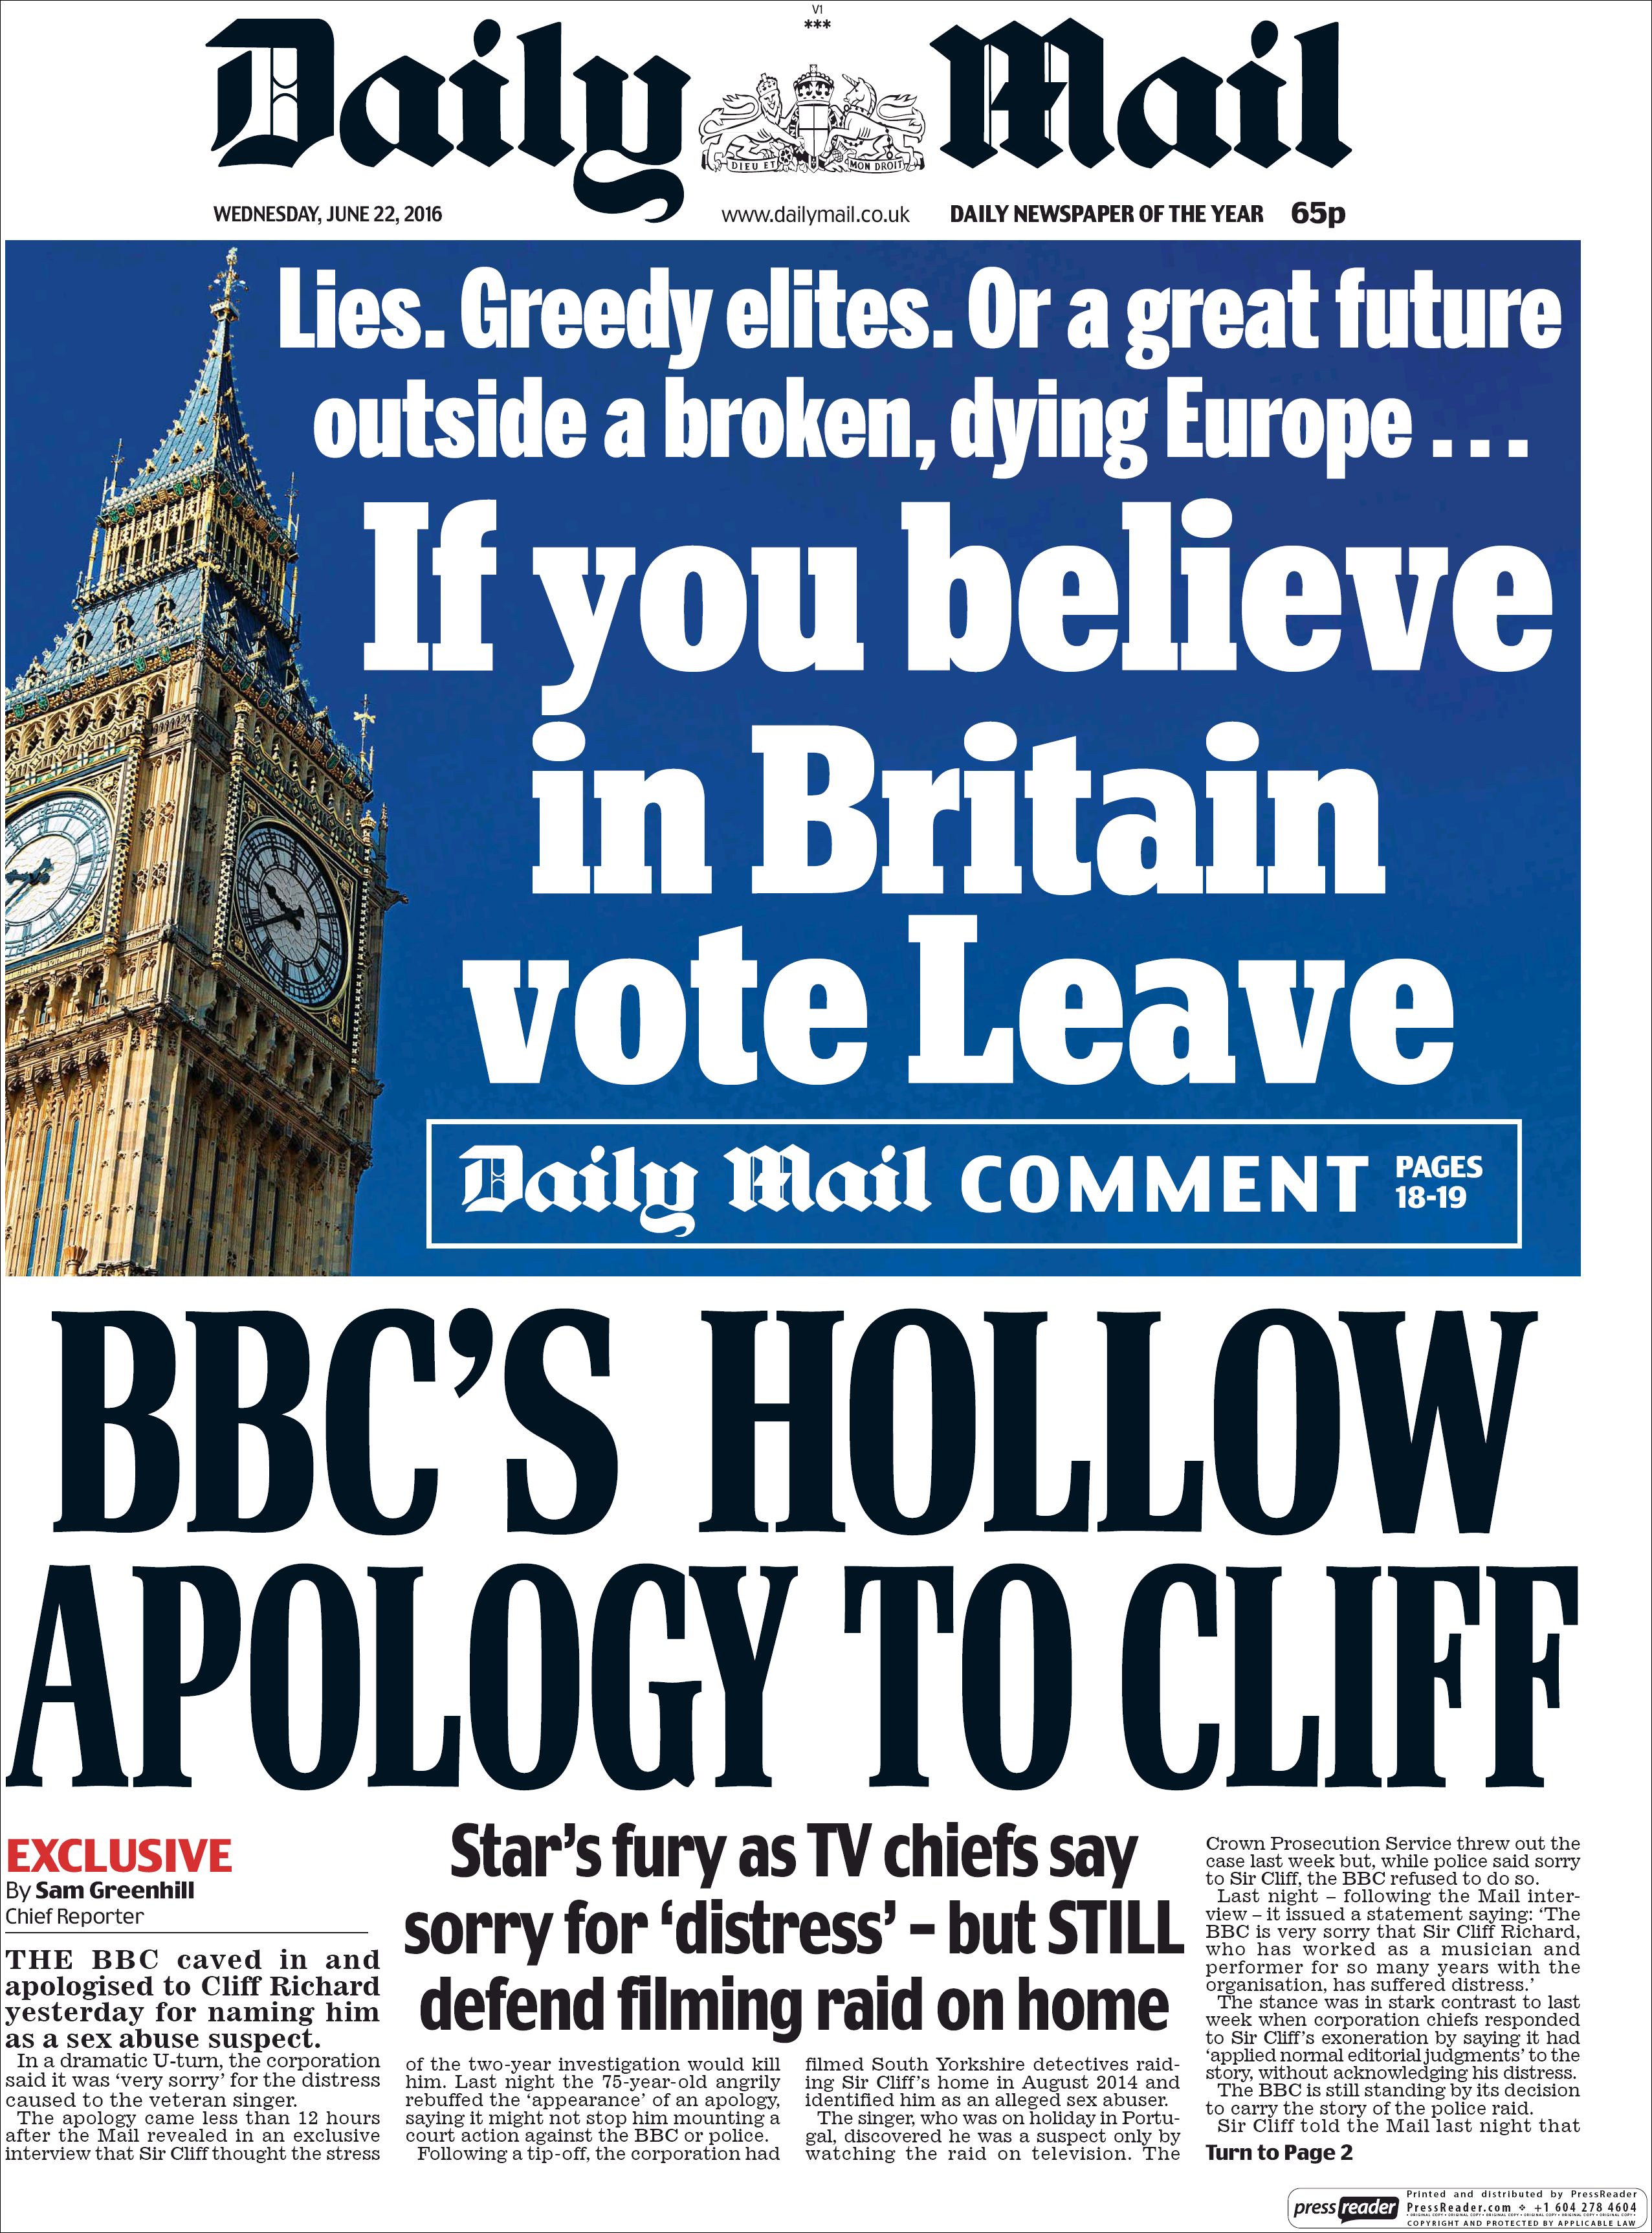 V1
***
Daily Mail
DIEU ET MON DROIT
WEDNESDAY, JUNE 22, 2016
www.dailymail.co.uk
DAILY NEWSPAPER OF THE YEAR 65p
Lies. Greedy elites. Or a great future
outside a broken, dying Europe . . .
If you believe
in Britain
vote Leave
Daily Mail COMMENT PAGES
18-19
BBC’S HOLLOW
APOLOGY TO CLIFF
EXCLUSIVE
By Sam Greenhill
Chief Reporter
Star’s fury as TV chiefs say
sorry for ‘distress’ – but STILL
defend filming raid on home
THE BBC caved in and
apologised to Cliff Richard
yesterday for naming him
as a sex abuse suspect.
In a dramatic U-turn, the corporation
said it was ‘very sorry’ for the distress
caused to the veteran singer.
The apology came less than 12 hours
after the Mail revealed in an exclusive
interview that Sir Cliff thought the stress
of the two-year investigation would kill
him. Last night the 75-year-old angrily
rebuffed the ‘appearance’ of an apology,
saying it might not stop him mounting a
court action against the BBC or police.
Following a tip-off, the corporation had
filmed South Yorkshire detectives raid-
ing Sir Cliff’s home in August 2014 and
identified him as an alleged sex abuser.
The singer, who was on holiday in Portu-
gal, discovered he was a suspect only by
watching the raid on television. The
Crown Prosecution Service threw out the
case last week but, while police said sorry
to Sir Cliff, the BBC refused to do so.
Last night – following the Mail inter-
view – it issued a statement saying: ‘The
BBC is very sorry that Sir Cliff Richard,
who has worked as a musician and
performer for so many years with the
organisation, has suffered distress.’
The stance was in stark contrast to last
week when corporation chiefs responded
to Sir Cliff’s exoneration by saying it had
‘applied normal editorial judgments’ to the
story, without acknowledging his distress.
The BBC is still standing by its decision
to carry the story of the police raid.
Sir Cliff told the Mail last night that
Turn to Page 2
pressreader
Printed and distributed by PressReader
PressReader.com ❖ +1 604 278 4604
• ORIGINAL COPY • ORIGINAL COPY • ORIGINAL COPY • ORIGINAL COPY • ORIGINAL COPY • ORIGINAL COPY •
COPYRIGHT AND PROTECTED BY APPLICABLE LAW